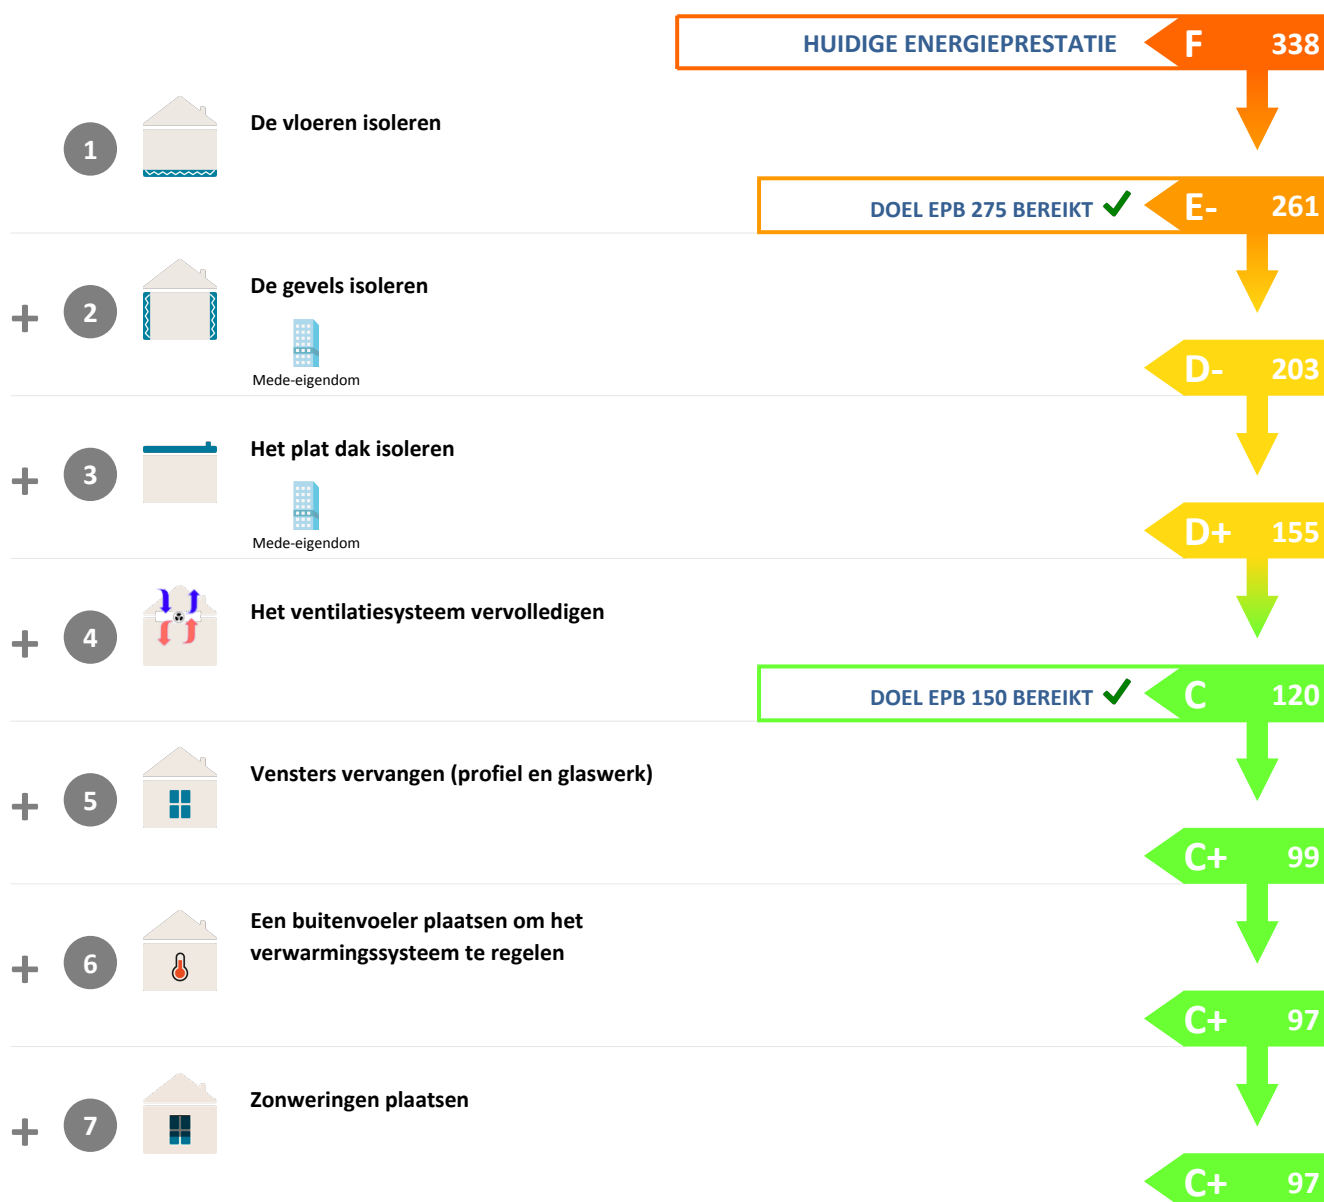 HUIDIGE ENERGIEPRESTATIE F 338
1 De vloeren isoleren
DOEL EPB 275 BEREIKT E- 261
+ 2 De gevels isoleren
Mede-eigendom
D- 203
+ 3 Het plat dak isoleren
Mede-eigendom
D+ 155
+ 4 Het ventilatiesysteem vervolledigen
DOEL EPB 150 BEREIKT C 120
+ 5 Vensters vervangen (profiel en glaswerk)
C+ 99
Een buitenvoeler plaatsen om het
+ 6 verwarmingssysteem te regelen
C+ 97
+ 7 Zonweringen plaatsen
C+ 97